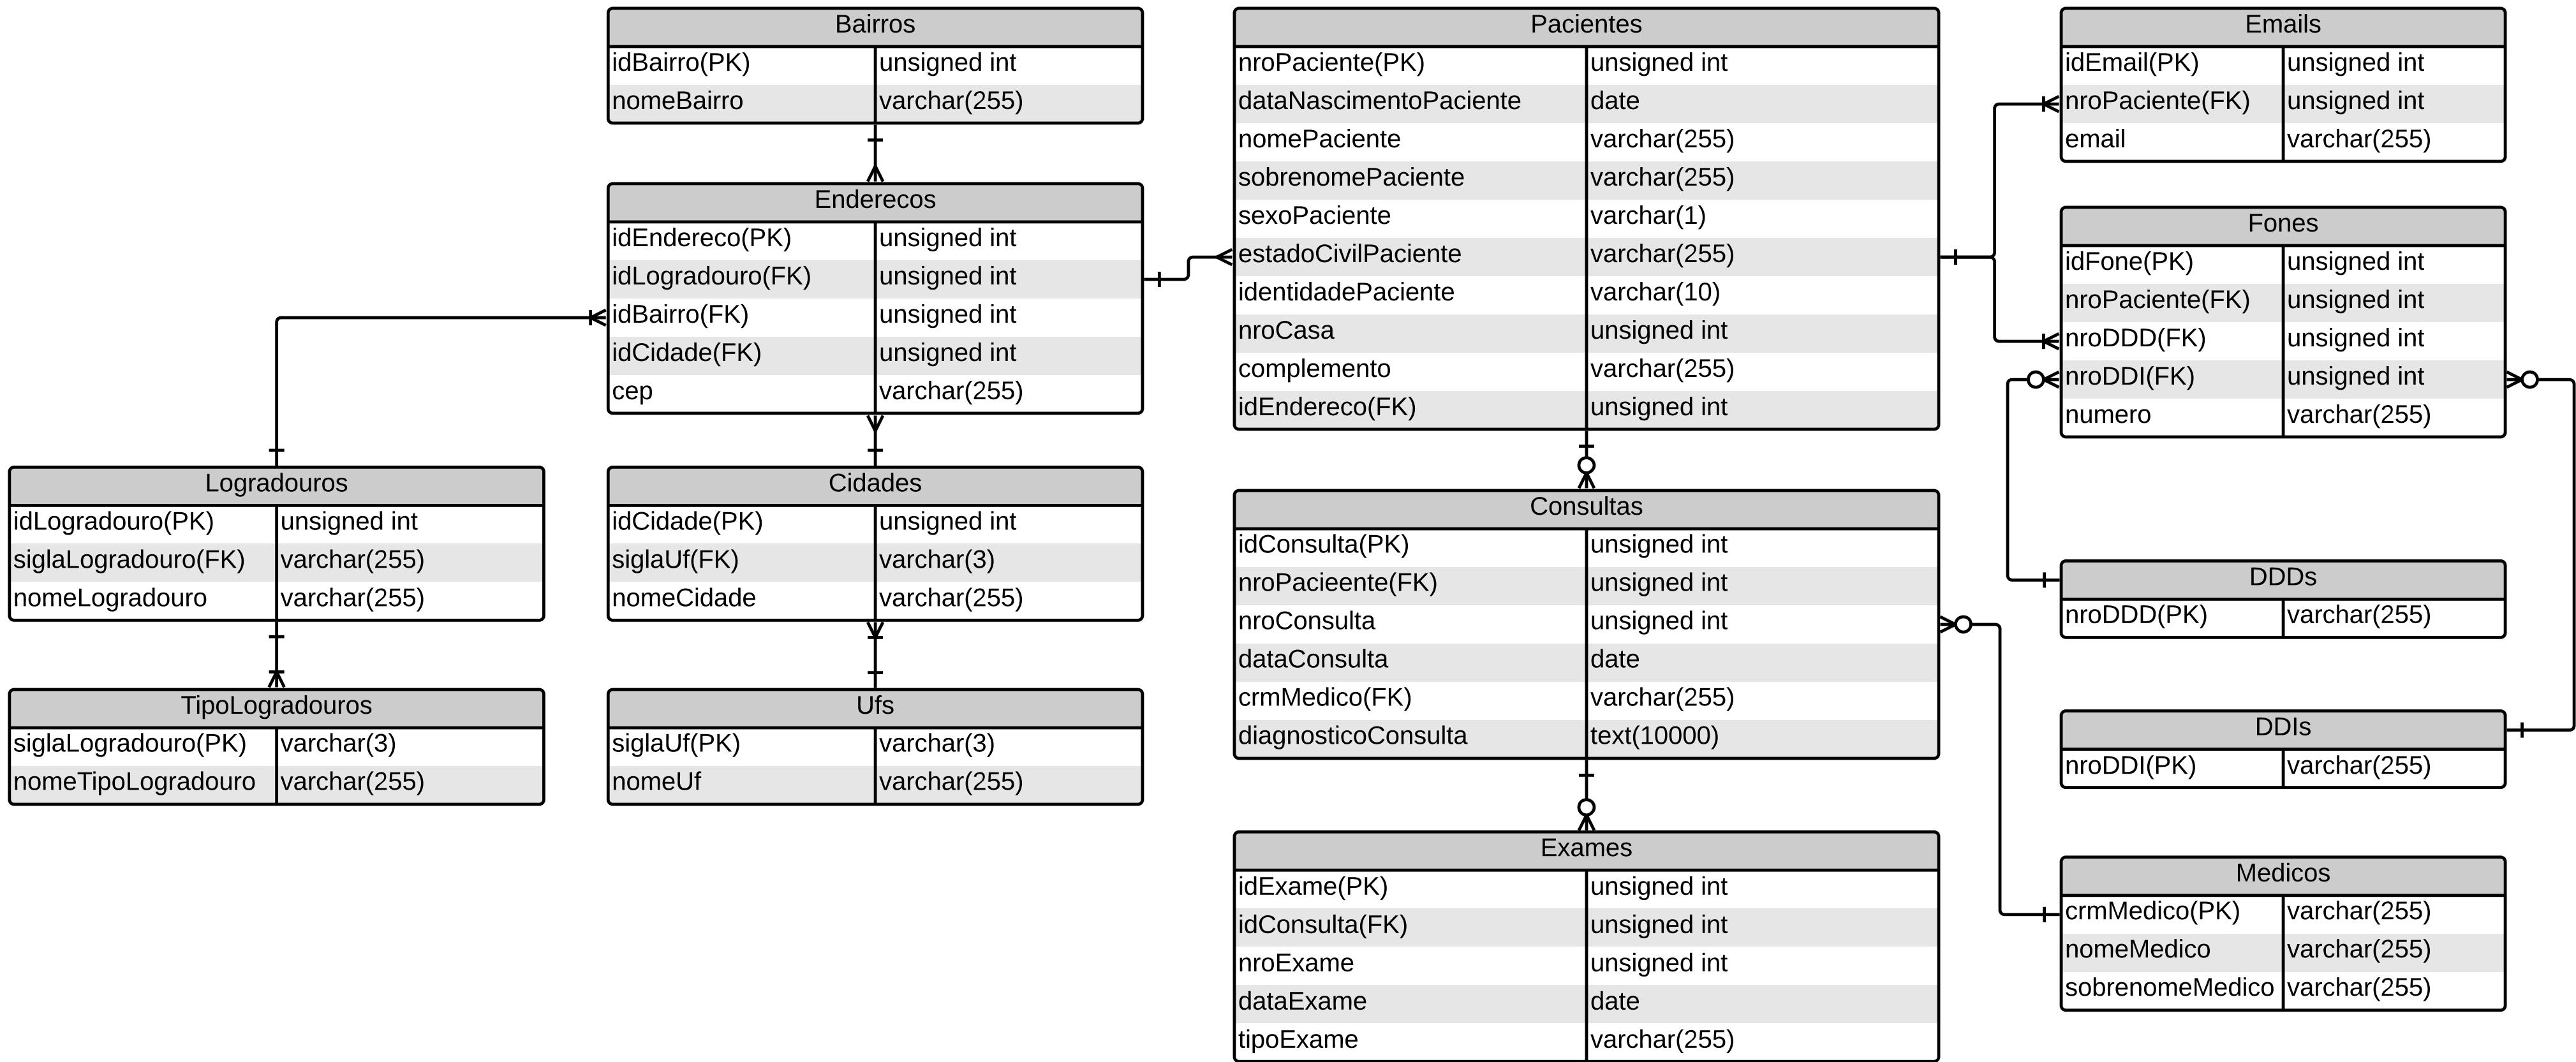 Bairros
idBairro(PK) unsigned int
nomeBairro varchar(255)
Enderecos
idEndereco(PK) unsigned int
idLogradouro(FK) unsigned int
idBairro(FK) unsigned int
idCidade(FK) unsigned int
cep varchar(255)
Logradouros
idLogradouro(PK) unsigned int
siglaLogradouro(FK) varchar(255)
nomeLogradouro varchar(255)
TipoLogradouros
siglaLogradouro(PK) varchar(3)
nomeTipoLogradouro varchar(255)
Cidades
idCidade(PK) unsigned int
siglaUf(FK) varchar(3)
nomeCidade varchar(255)
Ufs
siglaUf(PK) varchar(3)
nomeUf varchar(255)
Pacientes
nroPaciente(PK) unsigned int
dataNascimentoPaciente date
nomePaciente varchar(255)
sobrenomePaciente varchar(255)
sexoPaciente varchar(1)
estadoCivilPaciente varchar(255)
identidadePaciente varchar(10)
nroCasa unsigned int
complemento varchar(255)
idEndereco(FK) unsigned int
Consultas
idConsulta(PK) unsigned int
nroPacieente(FK) unsigned int
nroConsulta unsigned int
dataConsulta date
crmMedico(FK) varchar(255)
diagnosticoConsulta text(10000)
Exames
idExame(PK) unsigned int
idConsulta(FK) unsigned int
nroExame unsigned int
dataExame date
tipoExame varchar(255)
Emails
idEmail(PK) unsigned int
nroPaciente(FK) unsigned int
email varchar(255)
Fones
idFone(PK) unsigned int
nroPaciente(FK) unsigned int
nroDDD(FK) unsigned int
nroDDI(FK) unsigned int
numero varchar(255)
DDDs
nroDDD(PK) varchar(255)
DDIs
nroDDI(PK) varchar(255)
Medicos
crmMedico(PK) varchar(255)
nomeMedico varchar(255)
sobrenomeMedico varchar(255)